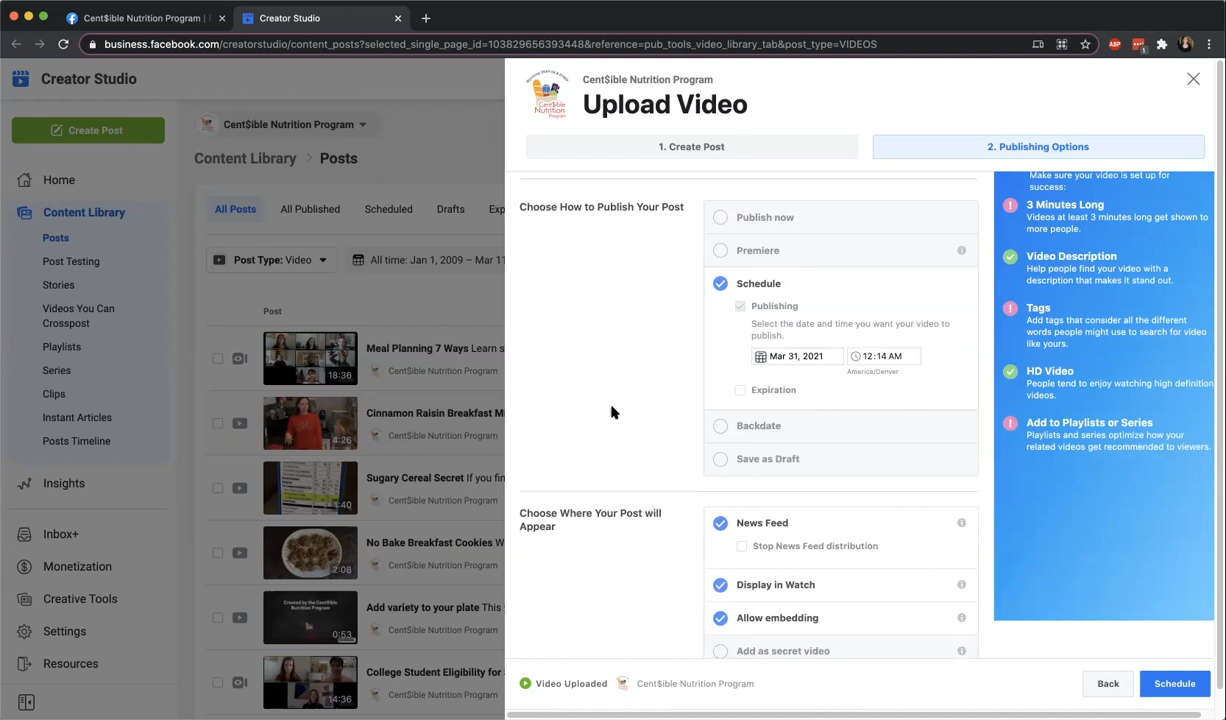 Cent$ible Nutrition Program |
Creator Studio
business.facebook.com/creatorstudio/content_posts?selected_single_page_id=103829656393448&reference=pub_tools_video_library_tab&post_type=VIDEOS
ABP
1
Creator Studio
Create Post
Home
Content Library
Posts
Post Testing
Stories
Videos You Can
Crosspost
Playlists
Series
Clips
Instant Articles
Posts Timeline
Insights
Inbox+
Monetization
Creative Tools
Settings
Resources
Cent$ible Nutrition Program
Content Library > Posts
All Posts All Published Scheduled Drafts Exp
Post Type: Video All time: Jan 1, 2009 – Mar 11
Post
18:36
Meal Planning 7 Ways Learn s
Cent$ible Nutrition Program
4:26
Cinnamon Raisin Breakfast Mi
Cent$ible Nutrition Program
1:40
Sugary Cereal Secret If you fin
Cent$ible Nutrition Program
2:08
No Bake Breakfast Cookies W
Cent$ible Nutrition Program
0:53
Add variety to your plate This
Cent$ible Nutrition Program
14:36
College Student Eligibility for
Cent$ible Nutrition Program
Cent$ible
Nutrition
Program
Cent$ible Nutrition Program
Upload Video
1. Create Post
2. Publishing Options
Choose How to Publish Your Post
Publish now
Premiere
Schedule
Publishing
Select the date and time you want your video to
publish.
Mar 31, 2021 12:14 AM
America/Denver
Expiration
Backdate
Save as Draft
Choose Where Your Post will
Appear
News Feed
Stop News Feed distribution
Display in Watch
Allow embedding
Add as secret video
Make sure your video is set up for
success:
3 Minutes Long
Videos at least 3 minutes long get shown to
more people.
Video Description
Help people find your video with a
description that makes it stand out.
Tags
Add tags that consider all the different
words people might use to search for video
like yours.
HD Video
People tend to enjoy watching high definition
videos.
Add to Playlists or Series
Playlists and series optimize how your
related videos get recommended to viewers.
Video Uploaded Cent$ible Nutrition Program
Back
Schedule